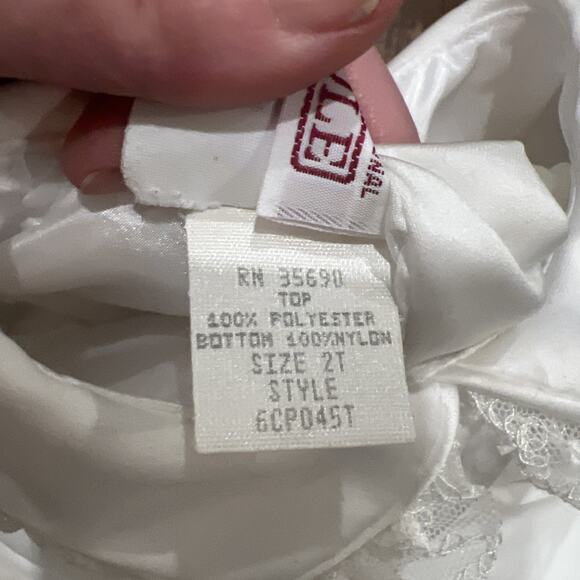 RN 35690
TOP
100% POLYESTER
BOTTOM 100%NYLON
SIZE 2T
STYLE
6CP045T